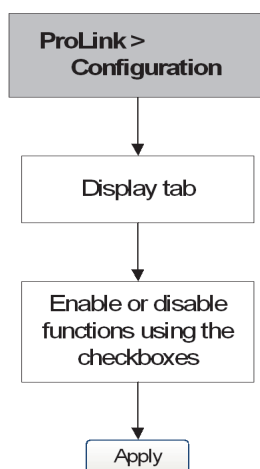 ProLink >
Configuration
Display tab
Enable or disable
functions using the
checkboxes
Apply